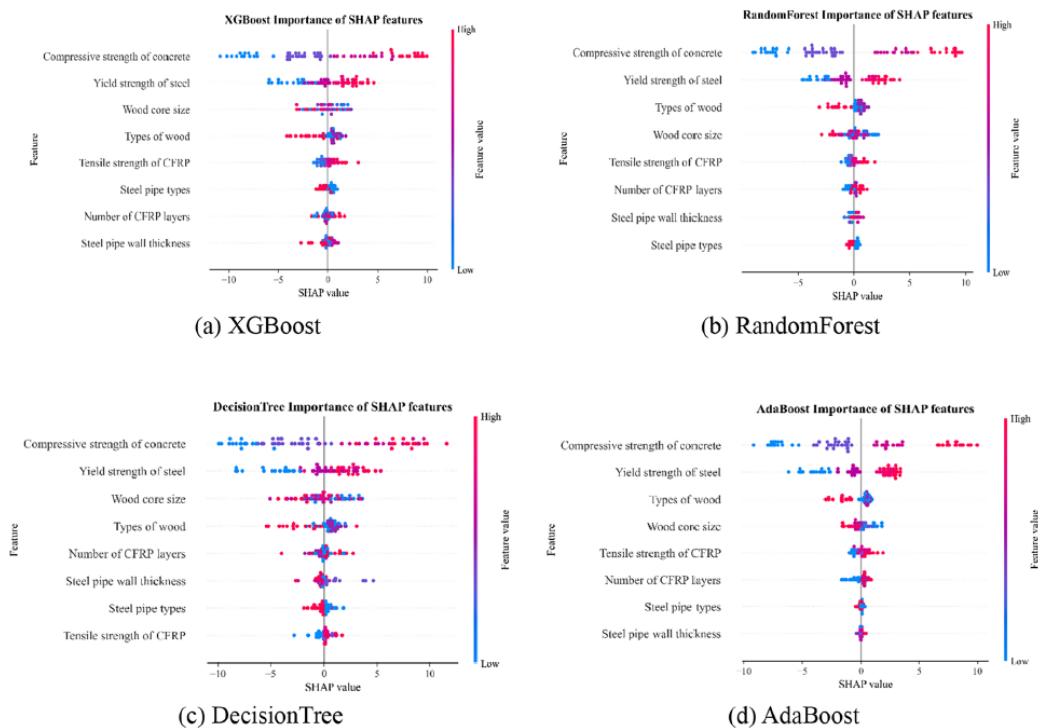 XGBoost Importance of SHAP features
High
Compressive strength of concrete
Yield strength of steel
Wood core size
Types of wood
Tensile strength of CFRP
Steel pipe types
Number of CFRP layers
Steel pipe wall thickness
Feature
Feature value
Low
−10 −5 0 5 10
SHAP value
(a) XGBoost
RandomForest Importance of SHAP features
High
Compressive strength of concrete
Yield strength of steel
Types of wood
Wood core size
Tensile strength of CFRP
Number of CFRP layers
Steel pipe wall thickness
Steel pipe types
Feature
Feature value
Low
−5 0 5 10
SHAP value
(b) RandomForest
DecisionTree Importance of SHAP features
High
Compressive strength of concrete
Yield strength of steel
Wood core size
Types of wood
Number of CFRP layers
Steel pipe wall thickness
Steel pipe types
Tensile strength of CFRP
Feature
Feature value
Low
−10 −5 0 5 10
SHAP value
(c) DecisionTree
AdaBoost Importance of SHAP features
High
Compressive strength of concrete
Yield strength of steel
Types of wood
Wood core size
Tensile strength of CFRP
Number of CFRP layers
Steel pipe types
Steel pipe wall thickness
Feature
Feature value
Low
−5 0 5 10
SHAP value
(d) AdaBoost